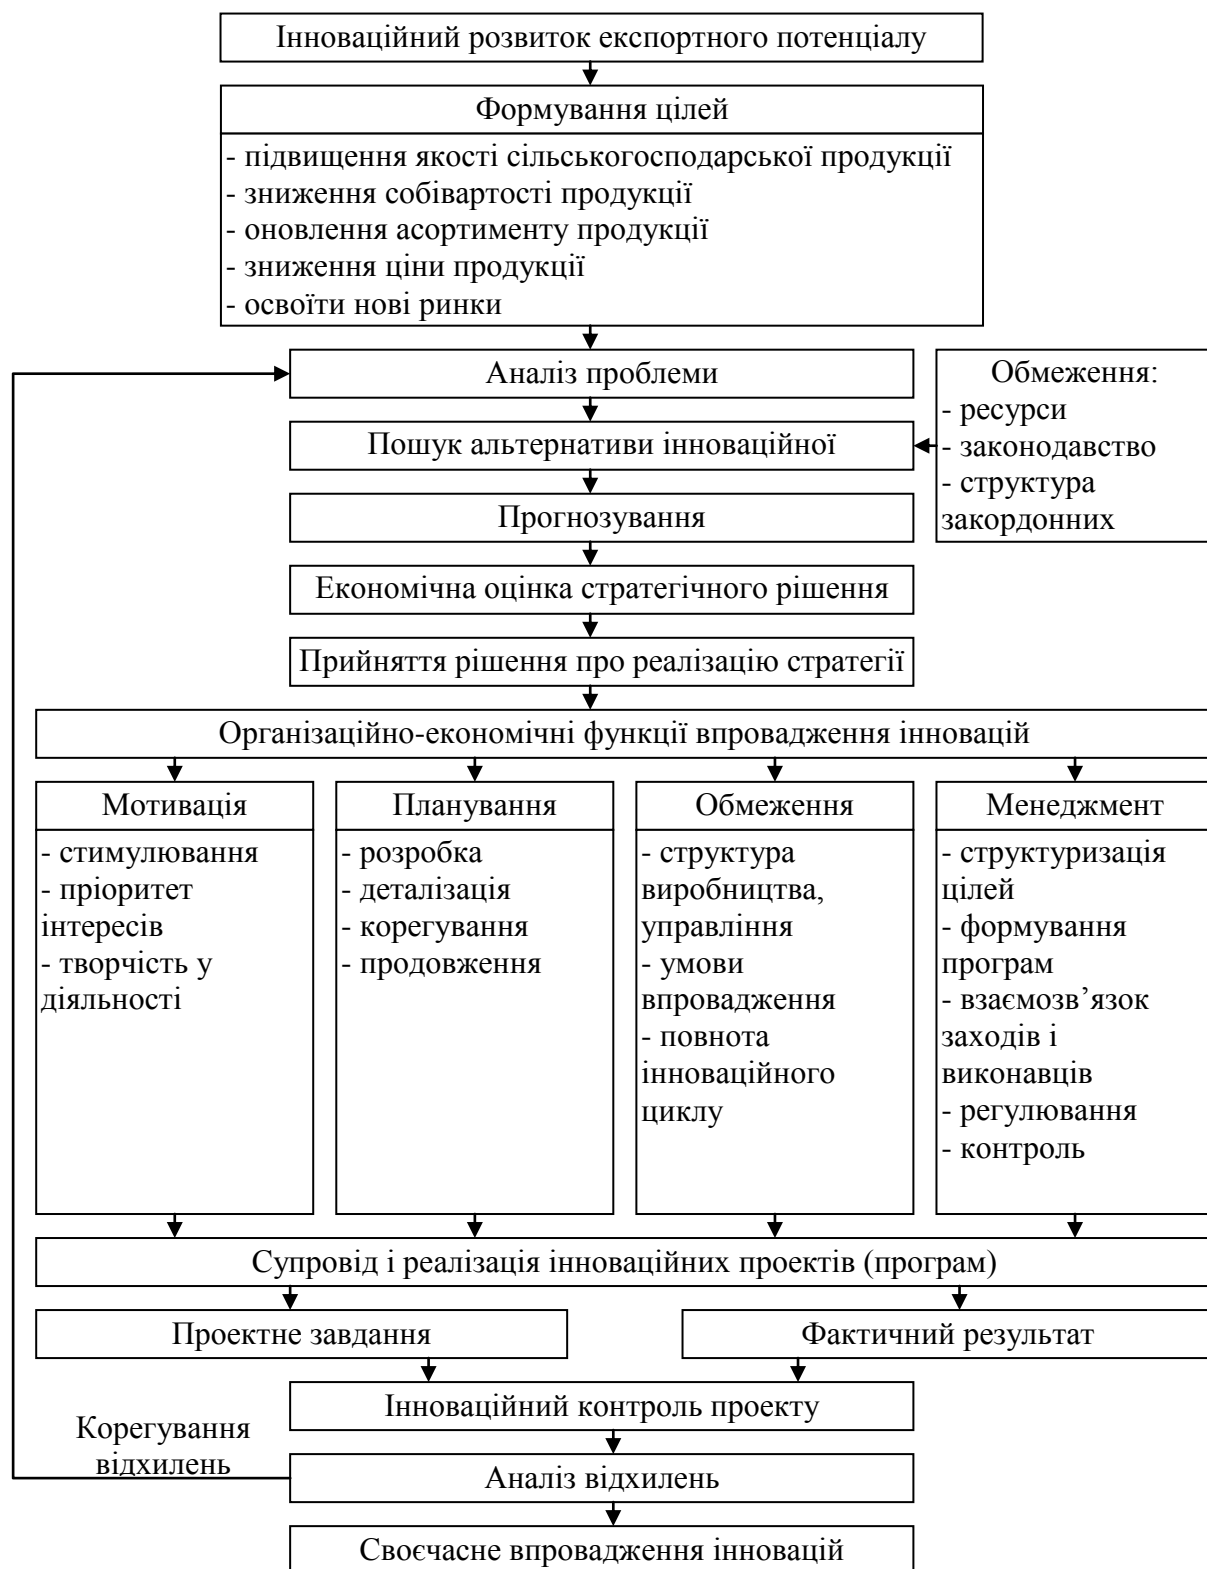 Інноваційний розвиток експортного потенціалу
Формування цілей
- підвищення якості сільськогосподарської продукції
- зниження собівартості продукції
- оновлення асортименту продукції
- зниження ціни продукції
- освоїти нові ринки
Аналіз проблеми
Обмеження:
- ресурси
- законодавство
- структура
закордонних
Пошук альтернативи інноваційної
Прогнозування
Економічна оцінка стратегічного рішення
Прийняття рішення про реалізацію стратегії
Організаційно-економічні функції впровадження інновацій
Мотивація
- стимулювання
- пріоритет
інтересів
- творчість у
діяльності
Планування
- розробка
- деталізація
- корегування
- продовження
Обмеження
- структура
виробництва,
управління
- умови
впровадження
- повнота
інноваційного
циклу
Менеджмент
- структуризація
цілей
- формування
програм
- взаємозв’язок
заходів і
виконавців
- регулювання
- контроль
Супровід і реалізація інноваційних проектів (програм)
Проектне завдання
Фактичний результат
Інноваційний контроль проекту
Корегування
відхилень
Аналіз відхилень
Своєчасне впровадження інновацій